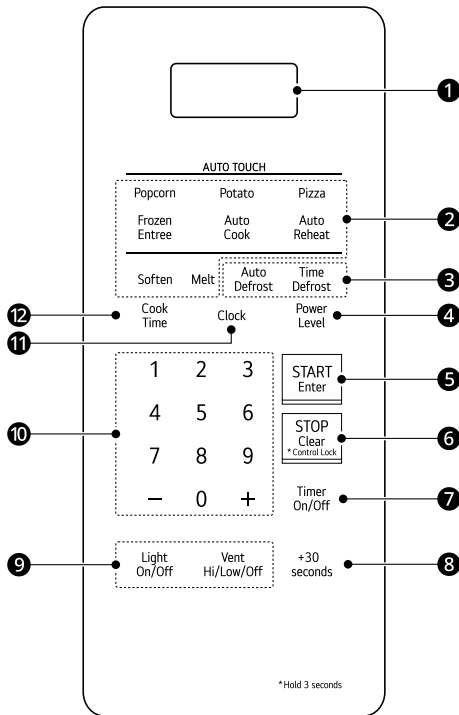 1
AUTO TOUCH
Popcorn Potato Pizza
2
Frozen Auto Auto
Entree Cook Reheat
Soften Melt Auto Time
Defrost Defrost
3
12
Cook Clock Power
Time Level
4
11
1 2 3
START
Enter
5
4 5 6
STOP
Clear
*Control Lock
6
10
7 8 9
- 0 +
Timer
On/Off
7
9
Light Vent +30
On/Off Hi/Low/Off seconds
8
*Hold 3 seconds